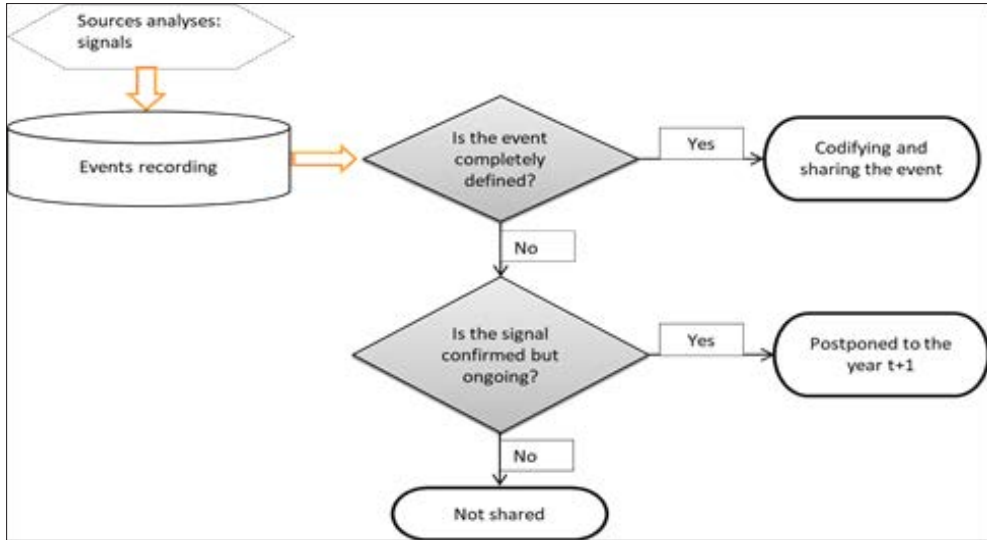 Sources analyses:
signals
Events recording
Is the event
completely
defined?
Yes
Codifying and
sharing the event
No
Is the signal
confirmed but
ongoing?
Yes
Postponed to the
year t+1
No
Not shared